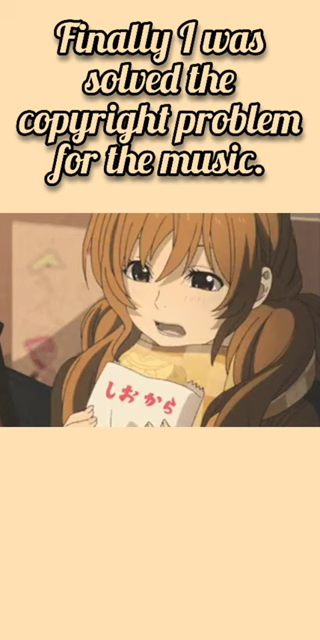 Finally I was
solved the
copyright problem
for the music.
しおから